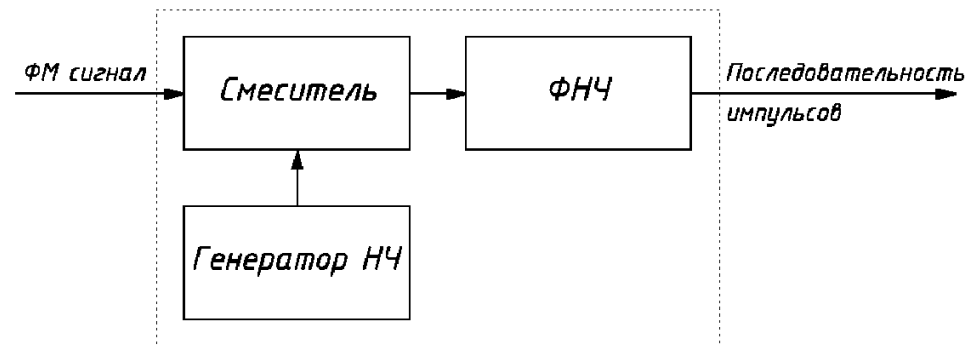 ФМ сигнал
Смеситель
ФНЧ
Последовательность
импульсов
Генератор НЧ